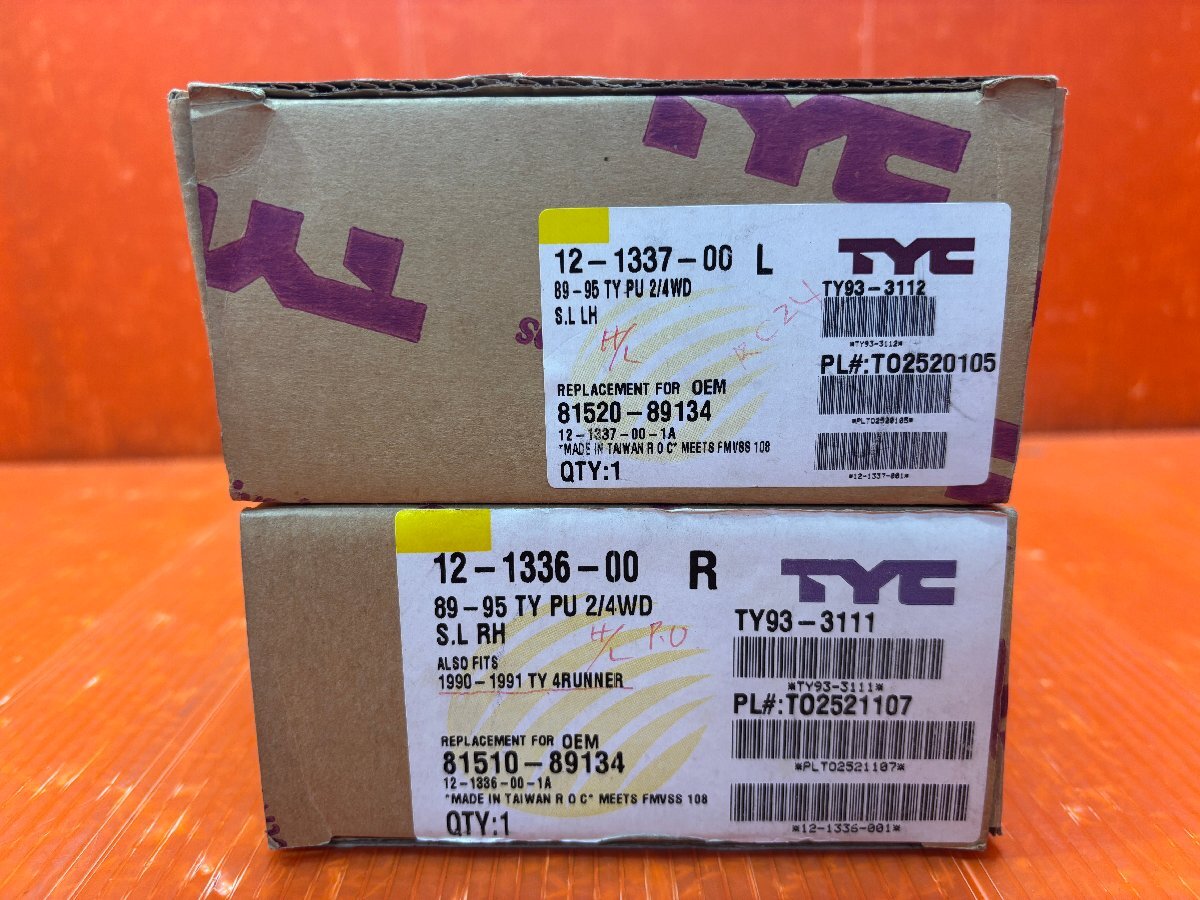 TYC
12-1337-00 L
89-95 TY PU 2/4WD
S.L LH
H/L
RC24
REPLACEMENT FOR OEM
81520-89134
12-1337-00-1A
"MADE IN TAIWAN R O C" MEETS FMVSS 108
QTY:1
TYC
TY93-3112
*TY93-3112*
PL#:TO2520105
*PLTO2520105*
*12-1337-001*
12-1336-00 R
89-95 TY PU 2/4WD
S.L RH
H/L P.U
ALSO FITS
1990-1991 TY 4RUNNER
REPLACEMENT FOR OEM
81510-89134
12-1336-00-1A
"MADE IN TAIWAN R O C" MEETS FMVSS 108
QTY:1
TYC
TY93-3111
*TY93-3111*
PL#:TO2521107
*PLTO2521107*
*12-1336-001*